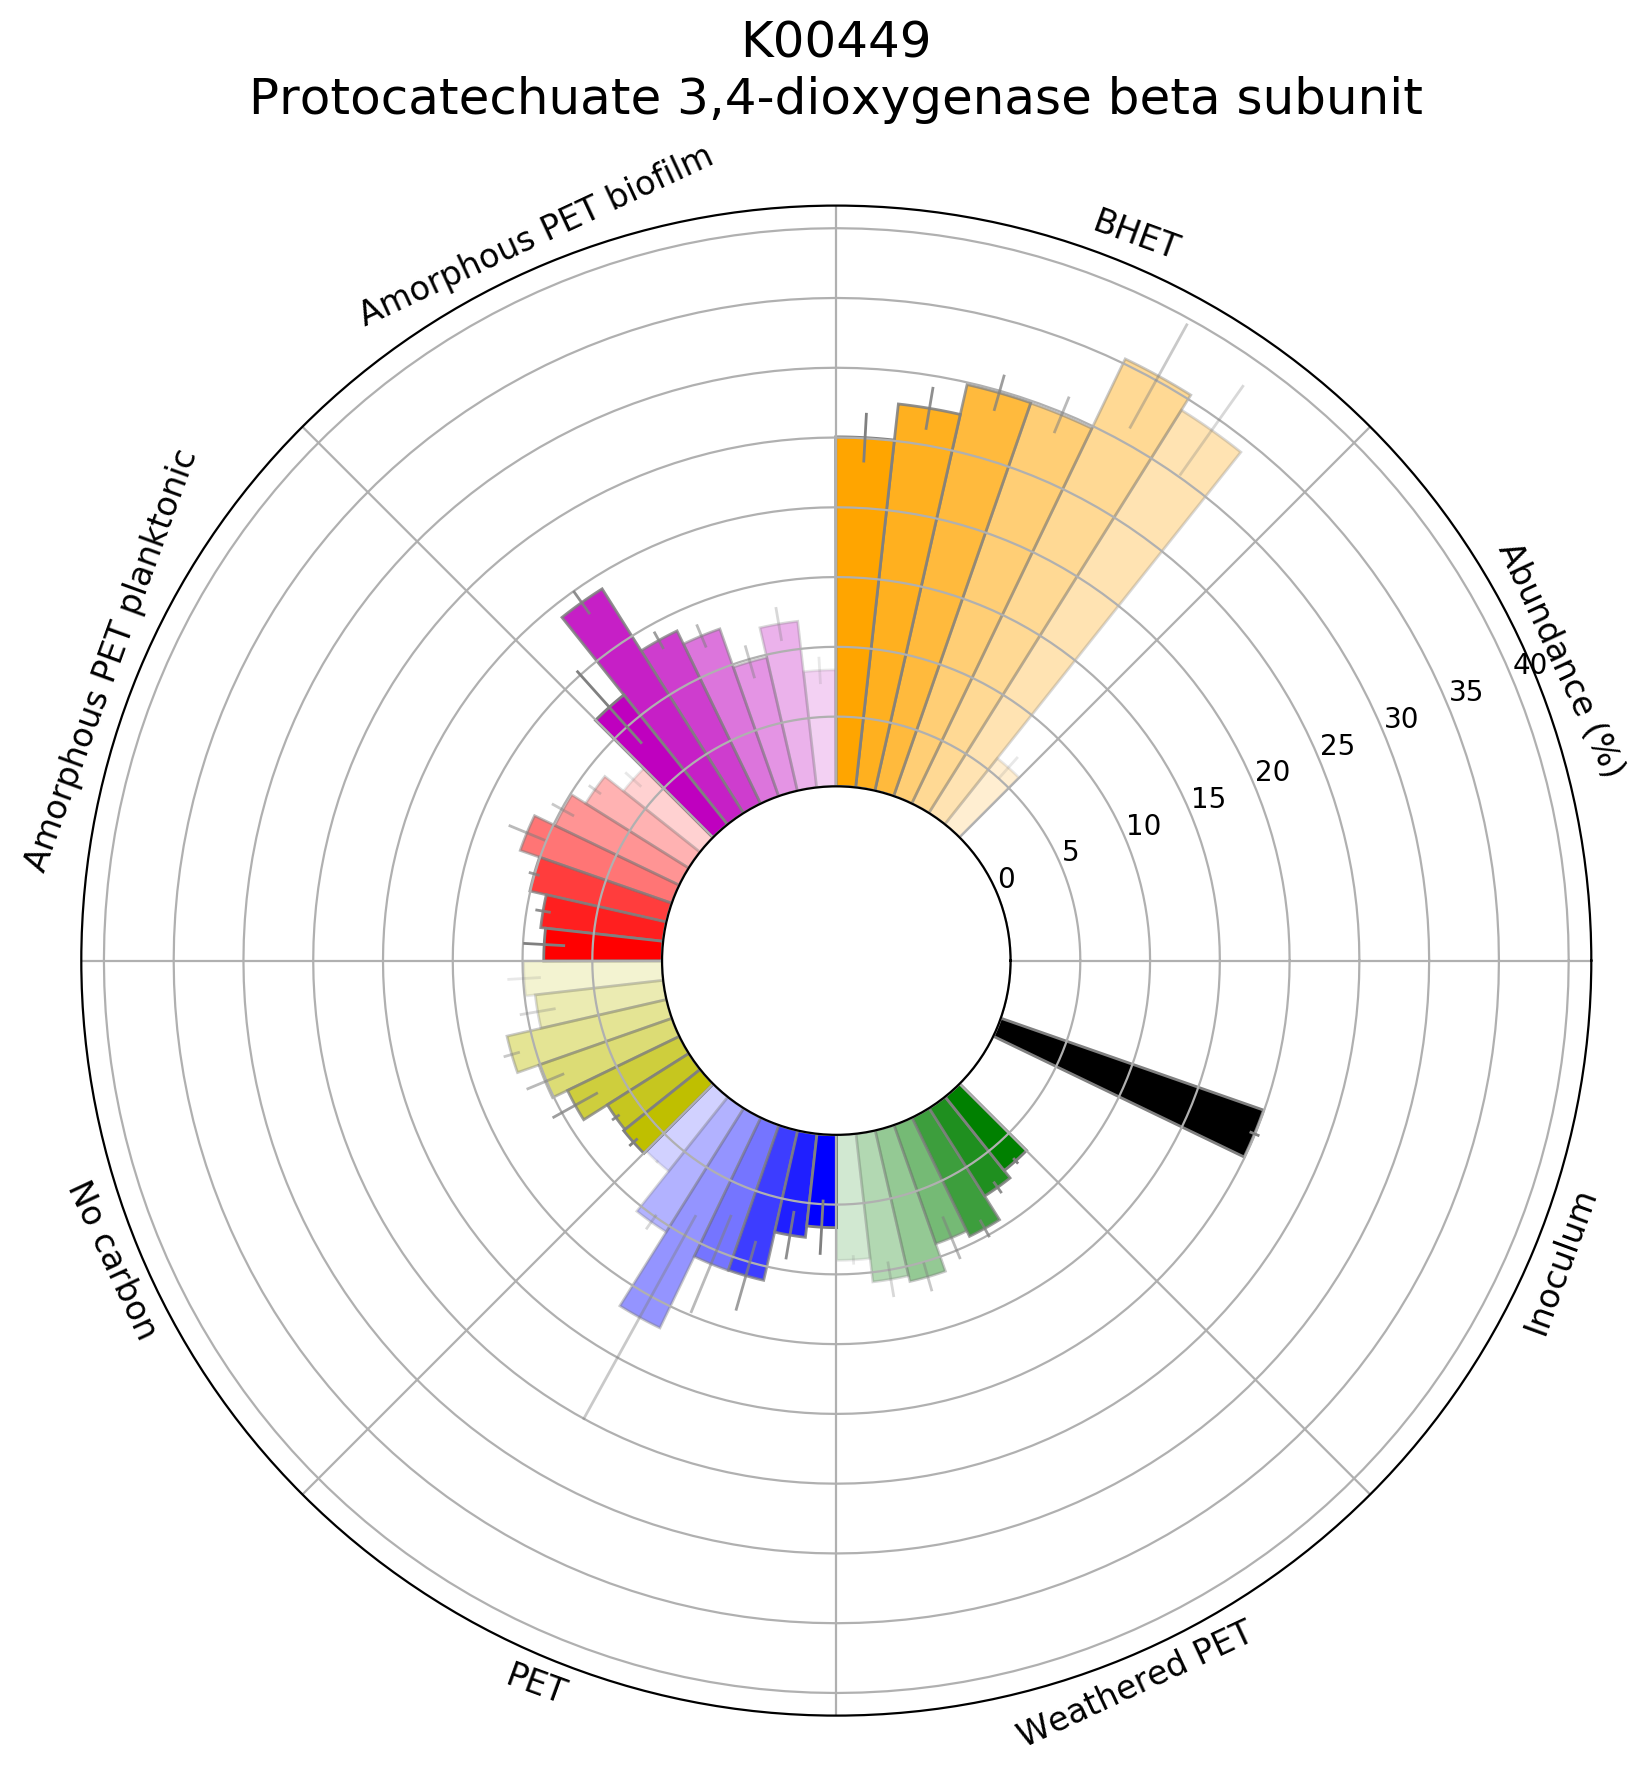 K00449
Protocatechuate 3,4-dioxygenase beta subunit
Amorphous PET biofilm
BHET
Amorphous PET planktonic
Abundance (%)
40
35
30
25
20
15
10
5
0
No carbon
Inoculum
PET
Weathered PET